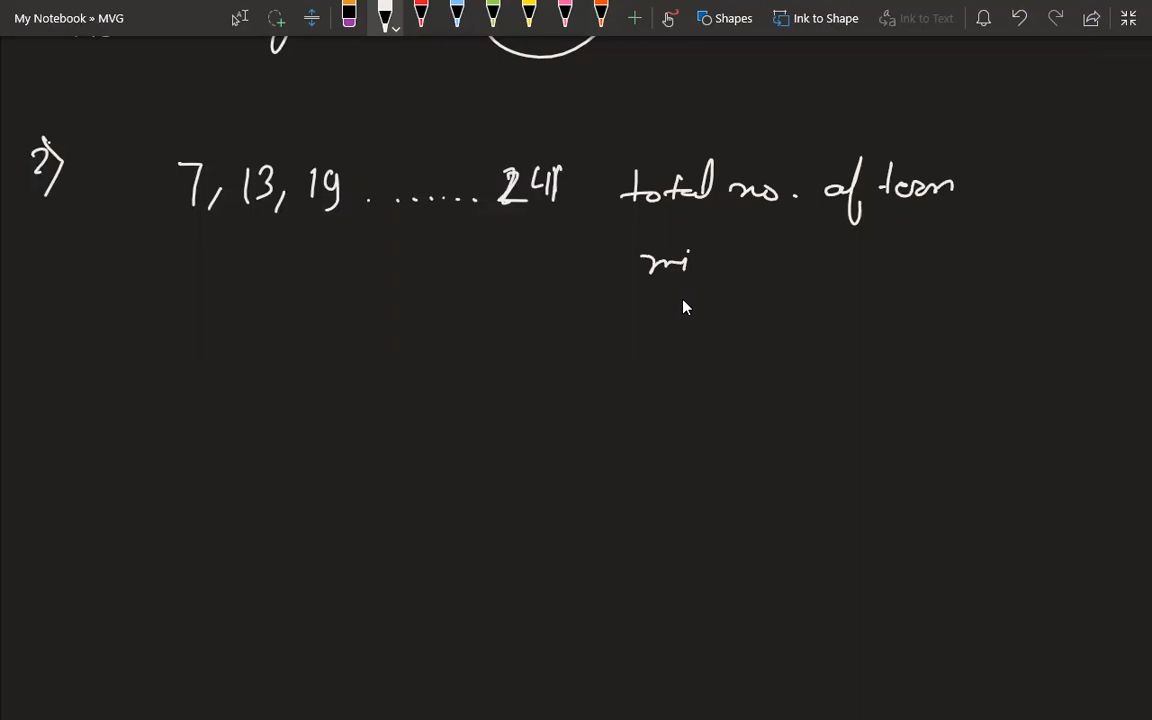 My Notebook » MVG
Shapes Ink to Shape Ink to Text
2) 7, 13, 19 ....... 241 total no. of term
mi